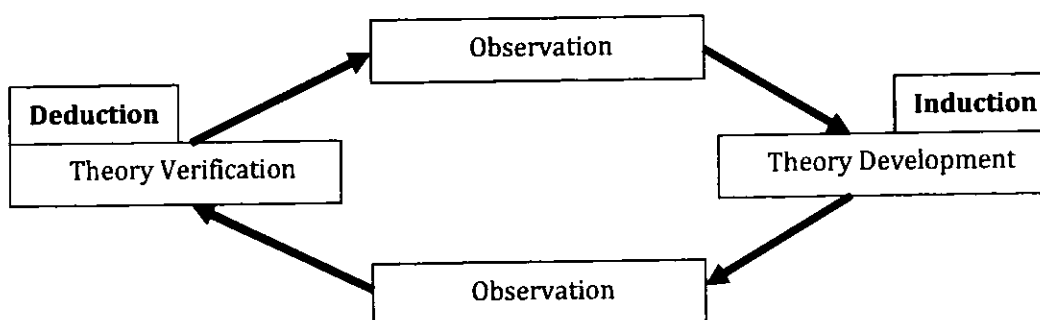 Observation
Deduction
Induction
Theory Verification
Theory Development
Observation